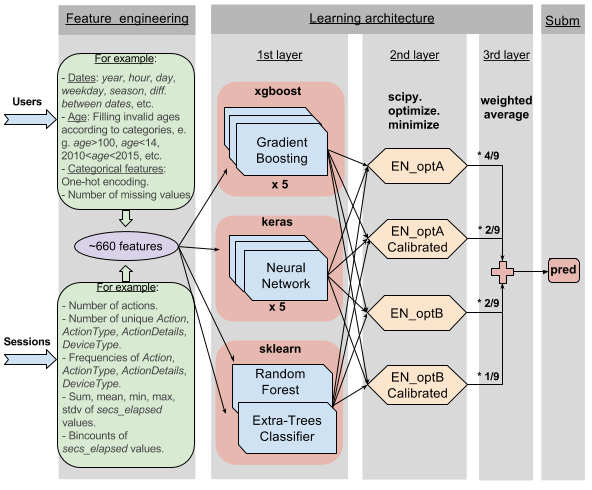 Feature engineering
Learning architecture
Subm
1st layer
2nd layer
3rd layer
Users
For example:
- Dates: year, hour, day,
weekday, season, diff.
between dates, etc.
- Age: Filling invalid ages
according to categories, e.
g. age>100, age<14,
2010<age<2015, etc.
- Categorical features:
One-hot encoding.
- Number of missing values
~660 features
Sessions
For example:
- Number of actions.
- Number of unique Action,
ActionType, ActionDetails,
DeviceType.
- Frequencies of Action,
ActionType, ActionDetails,
DeviceType.
- Sum, mean, min, max,
stdv of secs_elapsed
values.
- Bincounts of
secs_elapsed values.
xgboost
Gradient
Boosting
x 5
keras
Neural
Network
x 5
sklearn
Random
Forest
Extra-Trees
Classifier
scipy.
optimize.
minimize
EN_optA
EN_optA
Calibrated
EN_optB
EN_optB
Calibrated
weighted
average
* 4/9
* 2/9
* 2/9
* 1/9
pred